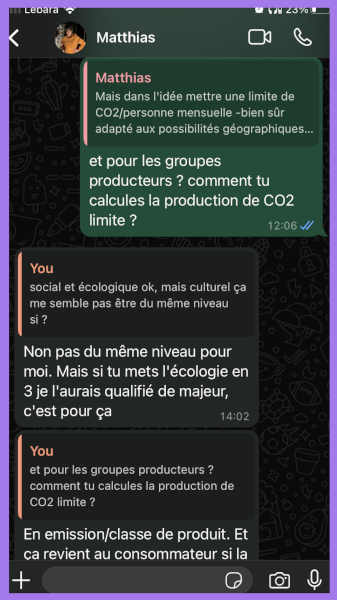 Lebara
23%
Matthias
Matthias
Mais dans l'idée mettre une limite de
CO2/personne mensuelle -bien sûr
adapté aux possibilités géographiques...
et pour les groupes
producteurs ? comment tu
calcules la production de CO2
limite ?
12:06
You
social et écologique ok, mais culturel ça
me semble pas être du même niveau
si ?
Non pas du même niveau pour
moi. Mais si tu mets l'écologie en
3 je l'aurais qualifié de majeur,
c'est pour ça
14:02
You
et pour les groupes producteurs ?
comment tu calcules la production de
CO2 limite ?
En emission/classe de produit. Et
ça revient au consommateur si la